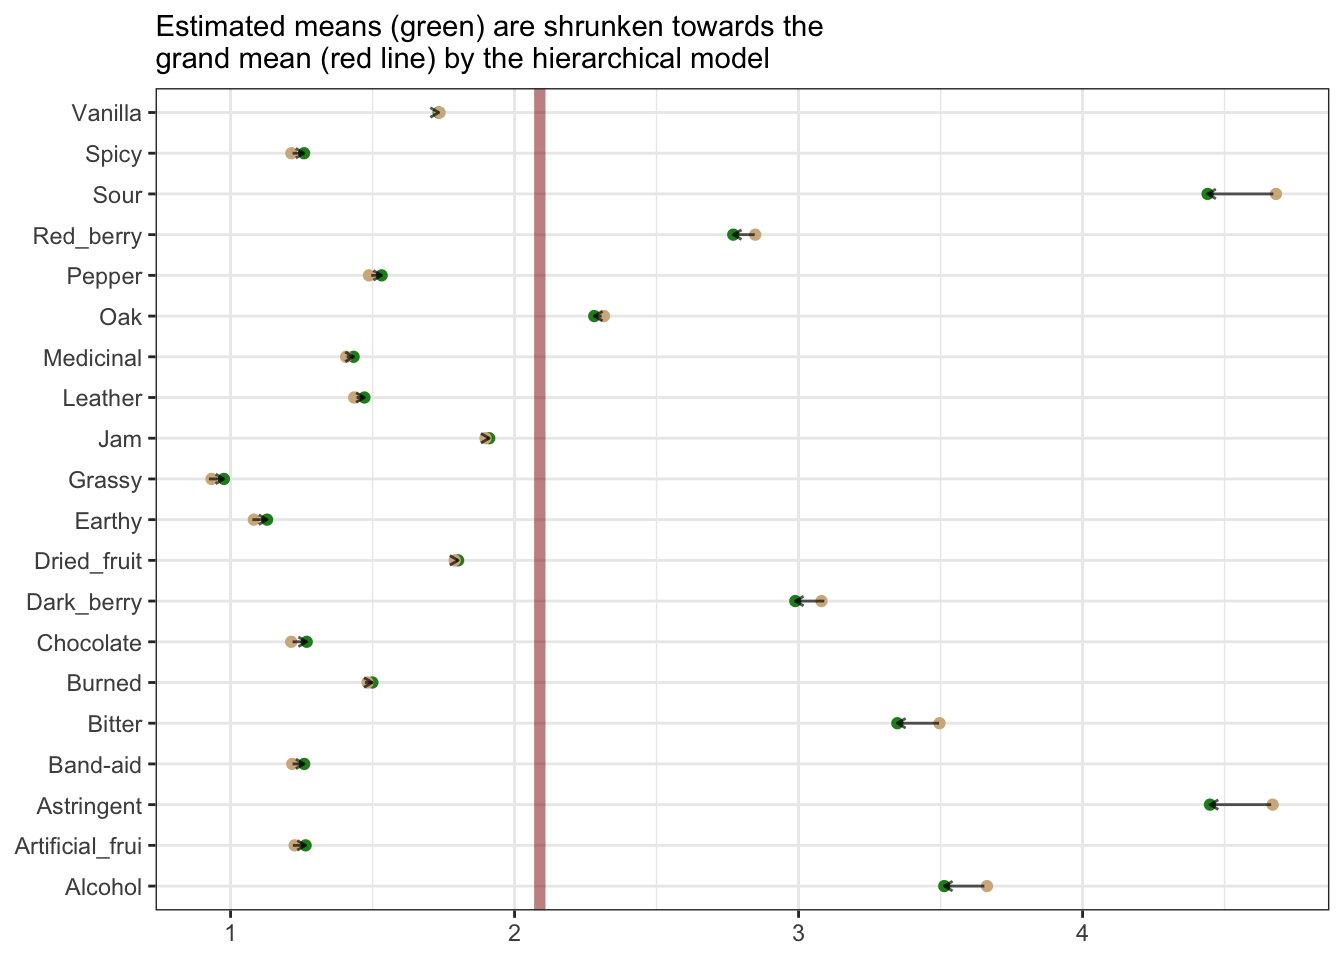 Estimated means (green) are shrunken towards the
grand mean (red line) by the hierarchical model
Vanilla
Spicy
Sour
Red_berry
Pepper
Oak
Medicinal
Leather
Jam
Grassy
Earthy
Dried_fruit
Dark_berry
Chocolate
Burned
Bitter
Band-aid
Astringent
Artificial_frui
Alcohol
1 2 3 4